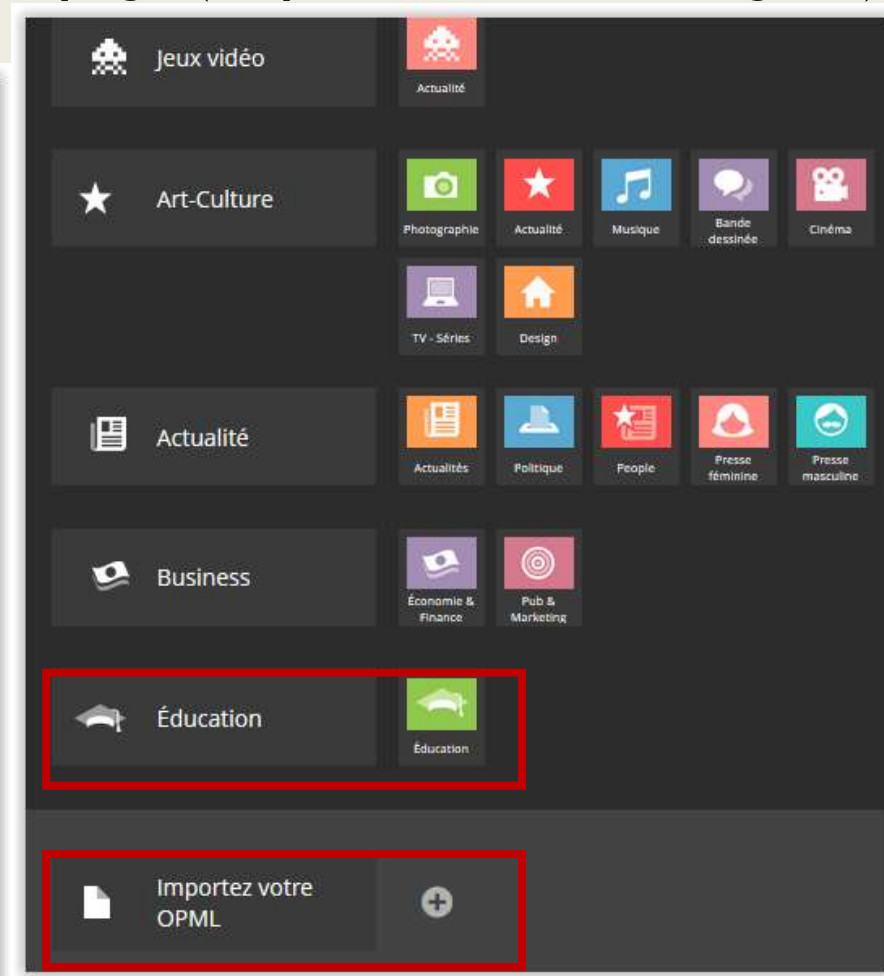 Jeux vidéo
Actualité
Art-Culture
Photographie
Actualité
Musique
Bande
dessinée
Cinéma
TV - Séries
Design
Actualité
Actualités
Politique
People
Presse
féminine
Presse
masculine
Business
Économie &
Finance
Pub &
Marketing
Éducation
Éducation
Importez votre
OPML